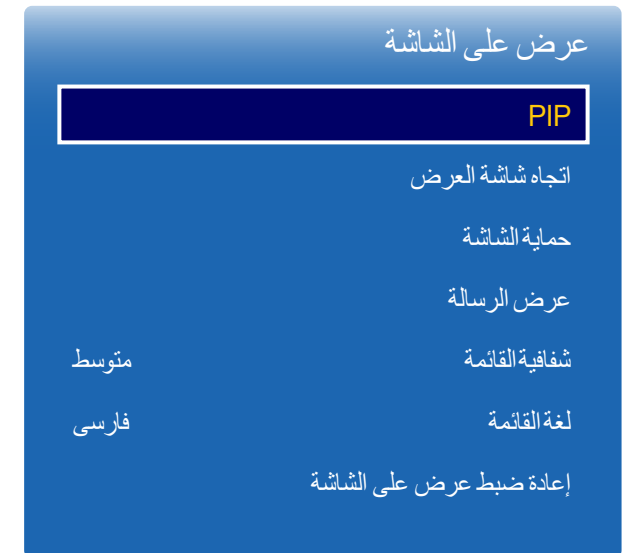 عرض على الشاشة
PIP
اتجاه شاشة العرض
حماية الشاشة
عرض الرسالة
شفافية القائمة متوسط
لغة القائمة فارسی
إعادة ضبط عرض على الشاشة